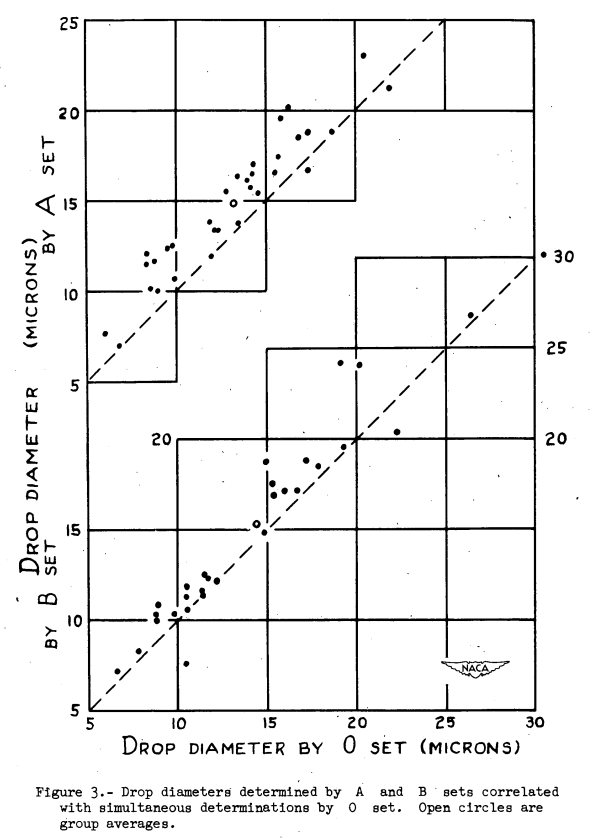 25
20
15
10
5
DROP DIAMETER (MICRONS)
BY A SET
BY B SET
30
25
20
20
15
10
5
NACA
5 10 15 20 25 30
DROP DIAMETER BY O SET (MICRONS)
Figure 3.- Drop diameters determined by A and B sets correlated
with simultaneous determinations by O set. Open circles are
group averages.